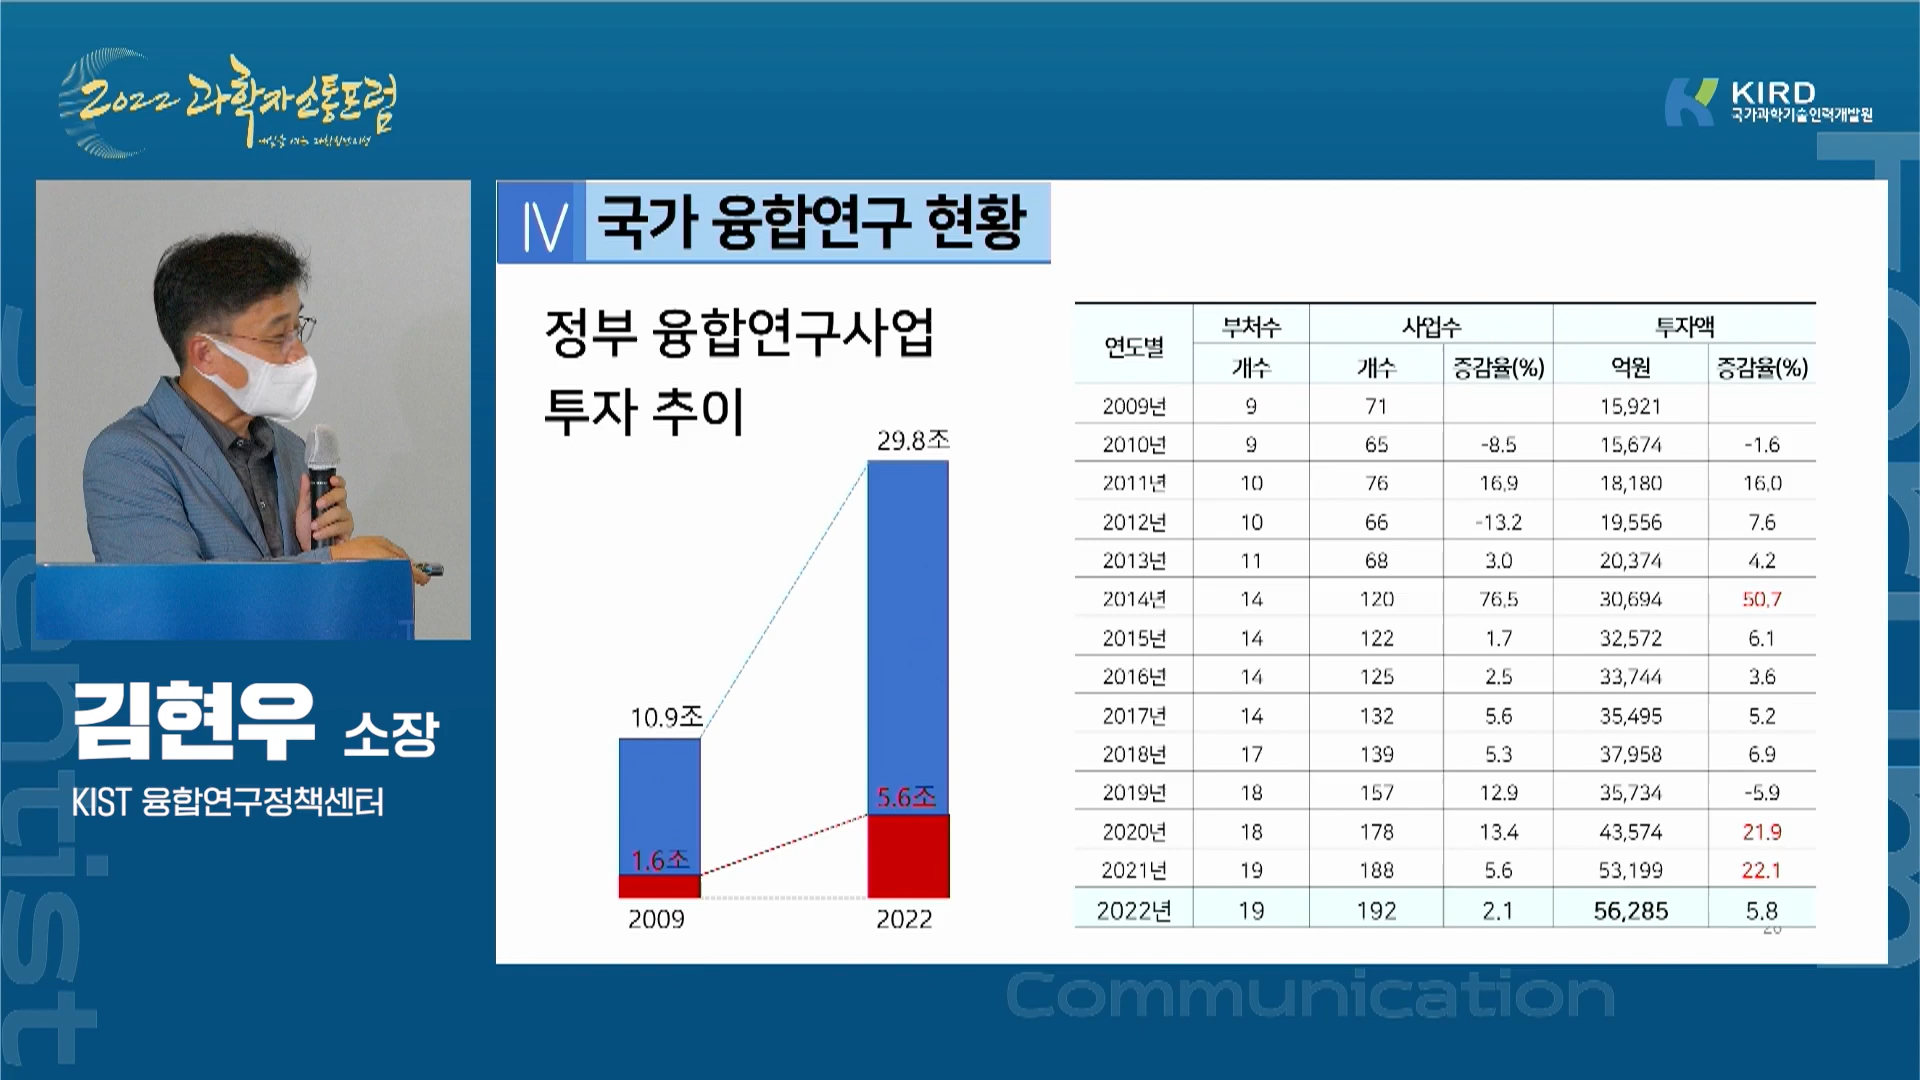 2022 과학자소통포럼
KIRD
국가과학기술인력개발원
IV 국가 융합연구 현황
정부 융합연구사업
투자 추이
29.8조
10.9조
5.6조
1.6조
2009 2022
연도별 부처수 사업수 투자액
개수 개수 증감율(%) 억원 증감율(%)
2009년 9 71 15,921
2010년 9 65 -8.5 15,674 -1.6
2011년 10 76 16.9 18,180 16.0
2012년 10 66 -13.2 19,556 7.6
2013년 11 68 3.0 20,374 4.2
2014년 14 120 76.5 30,694 50.7
2015년 14 122 1.7 32,572 6.1
2016년 14 125 2.5 33,744 3.6
2017년 14 132 5.6 35,495 5.2
2018년 17 139 5.3 37,958 6.9
2019년 18 157 12.9 35,734 -5.9
2020년 18 178 13.4 43,574 21.9
2021년 19 188 5.6 53,199 22.1
2022년 19 192 2.1 56,285 5.8
김현우 소장
KIST 융합연구정책센터
Communication